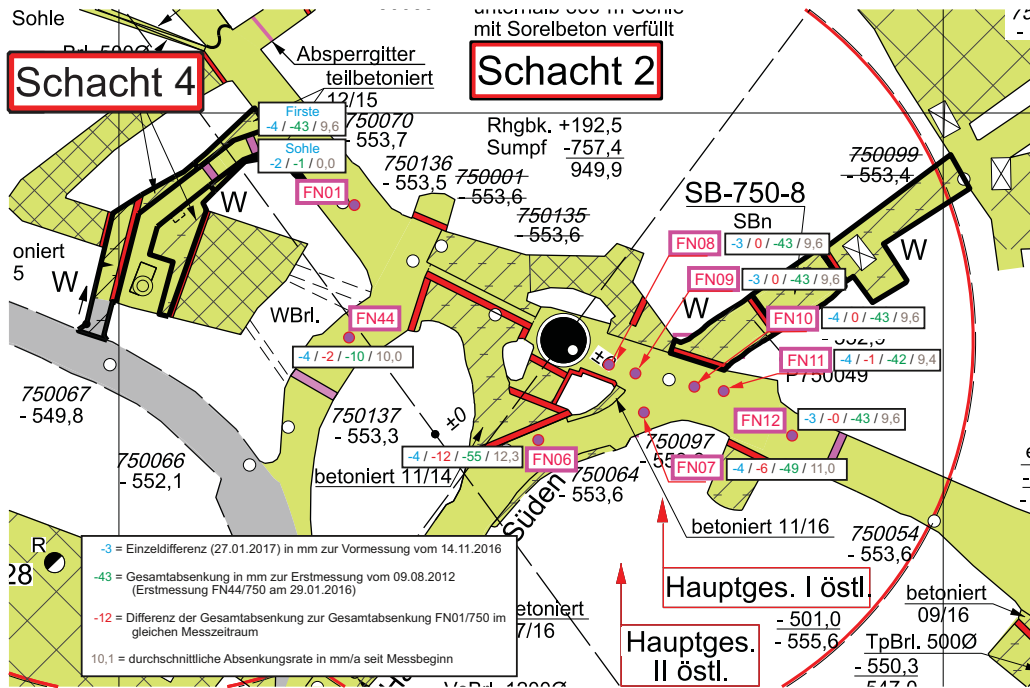 Sohle
mit Sorelbeton verfüllt
Absperrgitter
teilbetoniert
12/15
Schacht 4
Schacht 2
Firste
-4 / -43 / 9,6
Sohle
-2 / -1 / 0,0
750070
- 553,7
Rhgbk. +192,5
Sumpf -757,4
949,9
750136
- 553,5
750001
- 553,6
750135
- 553,6
750099
- 553,4
SB-750-8
SBn
FN01
W
W
W
W
oniert
5
FN08
-3 / 0 / -43 / 9,6
FN09
-3 / 0 / -43 / 9,6
FN10
-4 / 0 / -43 / 9,6
FN11
-4 / -1 / -42 / 9,4
P750049
WBrl.
FN44
-4 / -2 / -10 / 10,0
750067
- 549,8
750137
- 553,3
±0
FN12
-3 / -0 / -43 / 9,6
-4 / -12 / -55 / 12,3
FN06
750097
FN07
-4 / -6 / -49 / 11,0
750066
- 552,1
betoniert 11/14
750064
- 553,6
Süden
betoniert 11/16
750054
- 553,6
R
28
-3 = Einzeldifferenz (27.01.2017) in mm zur Vormessung vom 14.11.2016
-43 = Gesamtabsenkung in mm zur Erstmessung vom 09.08.2012
(Erstmessung FN44/750 am 29.01.2016)
-12 = Differenz der Gesamtabsenkung zur Gesamtabsenkung FN01/750 im
gleichen Messzeitraum
10,1 = durchschnittliche Absenkungsrate in mm/a seit Messbeginn
etoniert
7/16
Hauptges. I östl.
Hauptges.
II östl.
- 501,0
- 555,6
betoniert
09/16
TpBrl. 500Ø
- 550,3